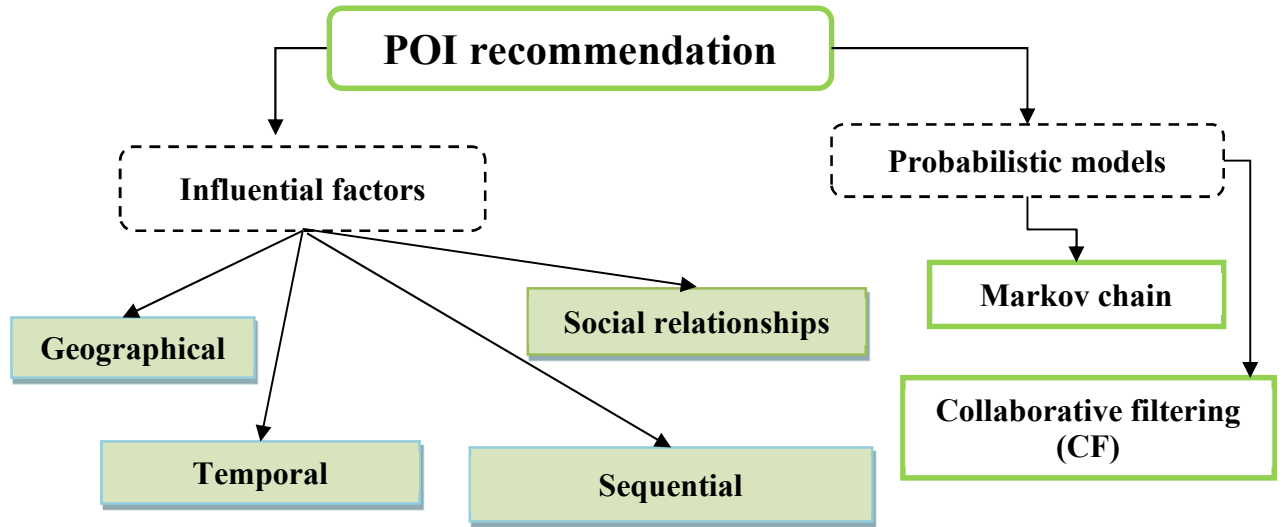 POI recommendation
Influential factors
Probabilistic models
Geographical
Social relationships
Markov chain
Temporal
Sequential
Collaborative filtering
(CF)